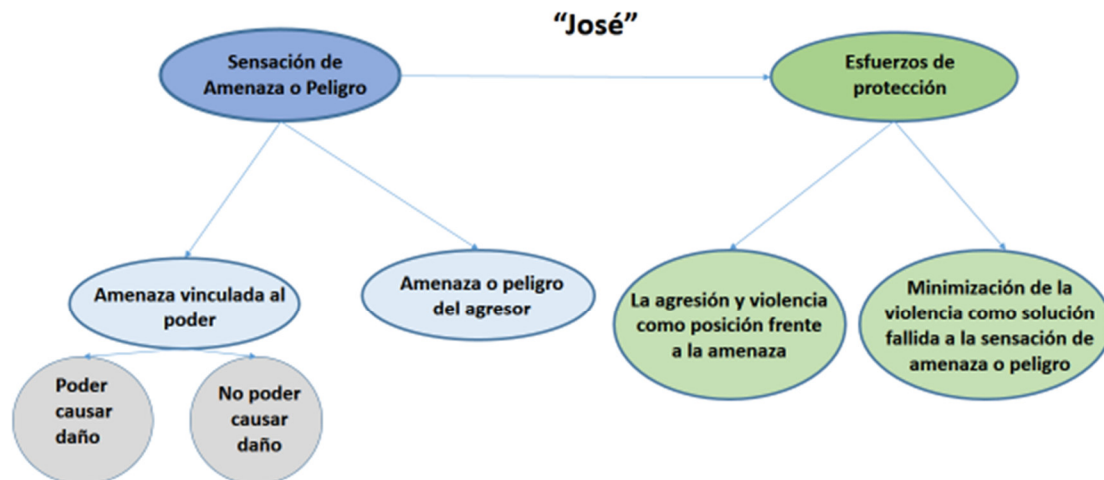 “José”
Sensación de
Amenaza o Peligro
Esfuerzos de
protección
Amenaza vinculada al
poder
Amenaza o peligro
del agresor
La agresión y violencia
como posición frente
a la amenaza
Minimización de la
violencia como solución
fallida a la sensación de
amenaza o peligro
Poder
causar
daño
No poder
causar
daño